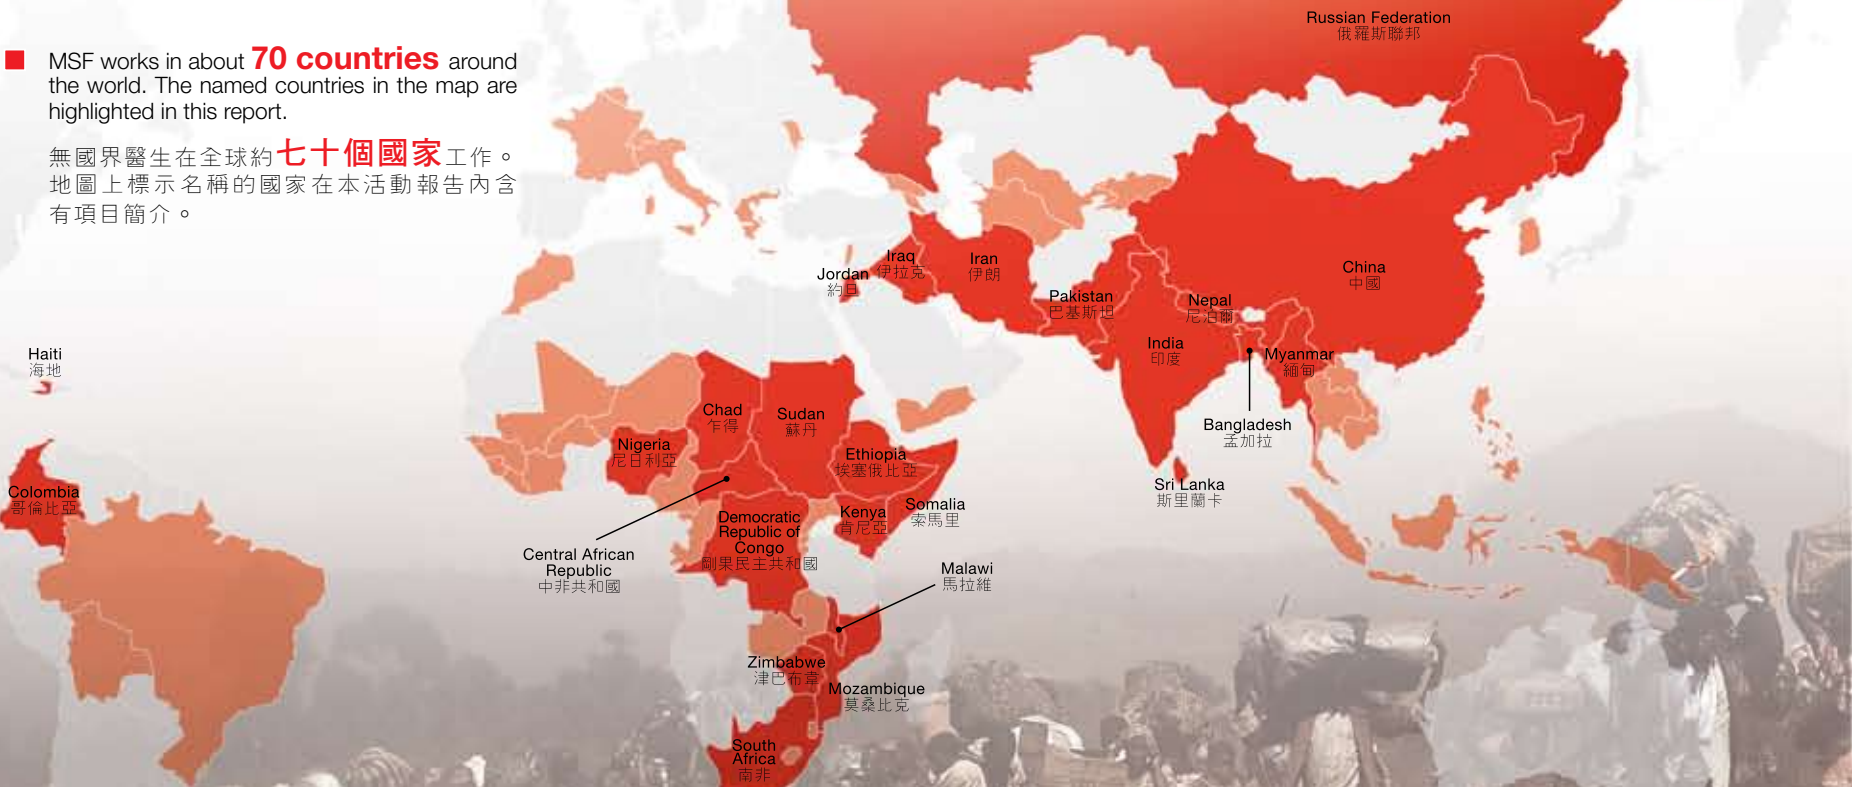 MSF works in about 70 countries around
the world. The named countries in the map are
highlighted in this report.
無國界醫生在全球約七十個國家工作。
地圖上標示名稱的國家在本活動報告內含
有項目簡介。
Russian Federation
俄羅斯聯邦
Jordan
約旦
Iraq
伊拉克
Iran
伊朗
Pakistan
巴基斯坦
Nepal
尼泊爾
China
中國
India
印度
Myanmar
緬甸
Bangladesh
孟加拉
Sri Lanka
斯里蘭卡
Haiti
海地
Colombia
哥倫比亞
Chad
乍得
Sudan
蘇丹
Nigeria
尼日利亞
Ethiopia
埃塞俄比亞
Somalia
索馬里
Kenya
肯尼亞
Democratic
Republic of
Congo
剛果民主共和國
Central African
Republic
中非共和國
Malawi
馬拉維
Zimbabwe
津巴布韋
Mozambique
莫桑比克
South
Africa
南非